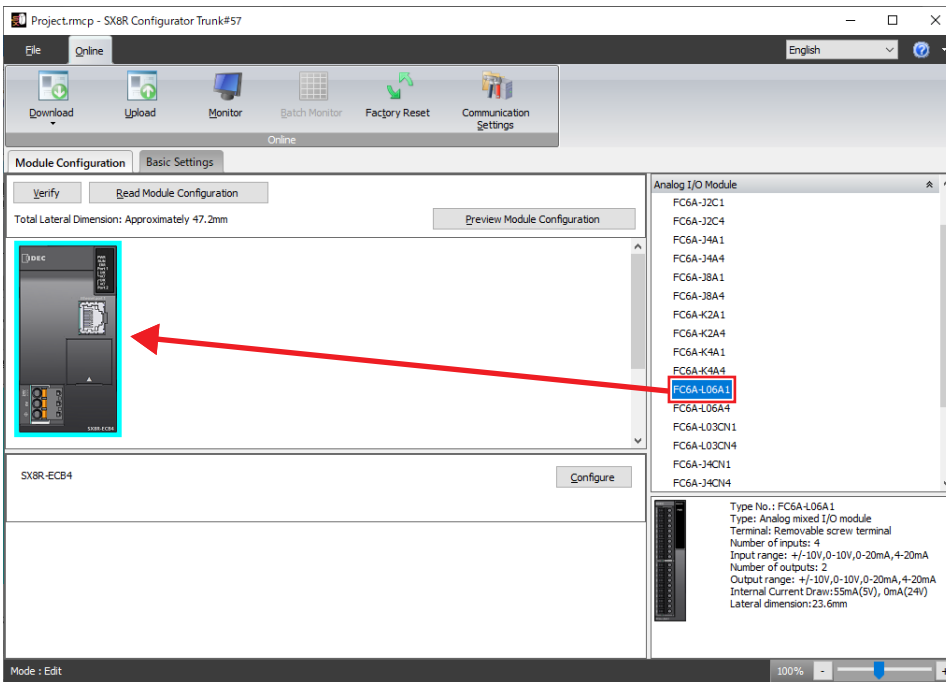 Project.rmcp - SX8R Configurator Trunk#57
File
Online
English
Download
Upload
Monitor
Batch Monitor
Factory Reset
Communication
Settings
Online
Module Configuration
Basic Settings
Verify
Read Module Configuration
Total Lateral Dimension: Approximately 47.2mm
Preview Module Configuration
IDEC
SX8R-ECB4
SX8R-ECB4
Configure
Analog I/O Module
FC6A-J2C1
FC6A-J2C4
FC6A-J4A1
FC6A-J4A4
FC6A-J8A1
FC6A-J8A4
FC6A-K2A1
FC6A-K2A4
FC6A-K4A1
FC6A-K4A4
FC6A-L06A1
FC6A-L06A4
FC6A-L03CN1
FC6A-L03CN4
FC6A-J4CN1
FC6A-J4CN4
Type No.: FC6A-L06A1
Type: Analog mixed I/O module
Terminal: Removable screw terminal
Number of inputs: 4
Input range: +/-10V,0-10V,0-20mA,4-20mA
Number of outputs: 2
Output range: +/-10V,0-10V,0-20mA,4-20mA
Internal Current Draw:55mA(5V), 0mA(24V)
Lateral dimension:23.6mm
Mode : Edit
100%
-
+